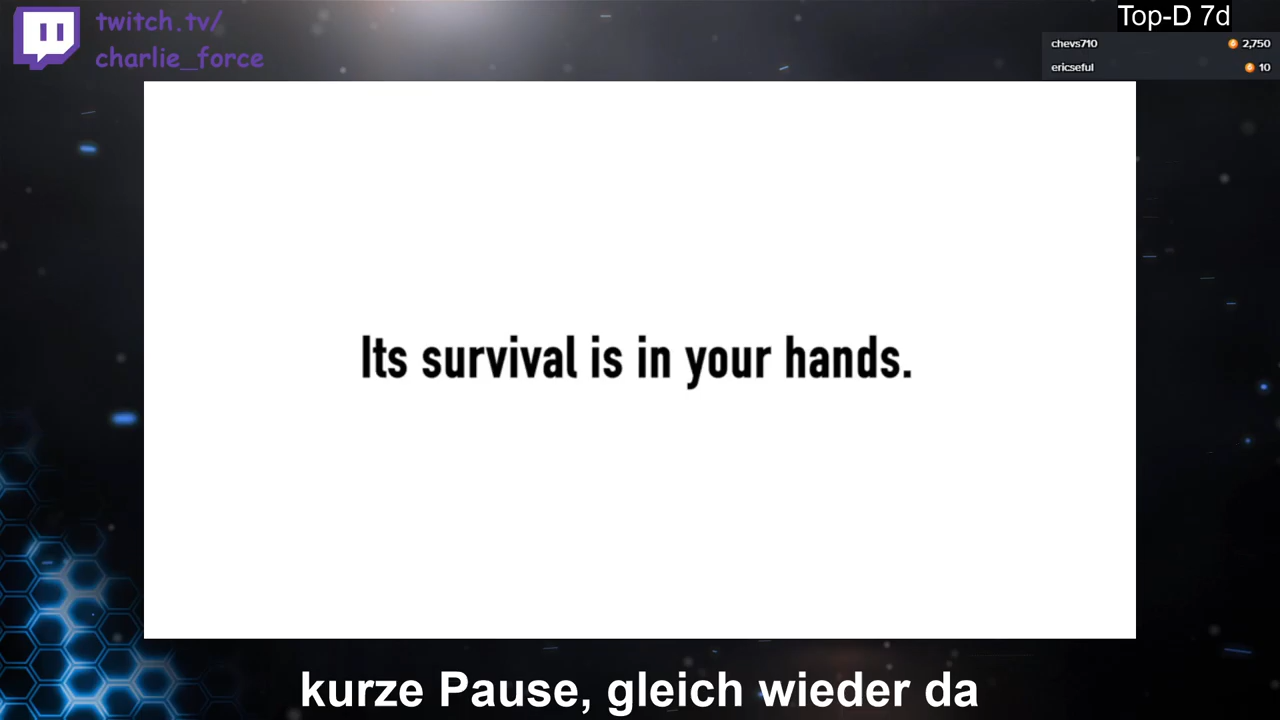 twitch.tv/
charlie_force
Top-D 7d
chevs710 2,750
ericseful 10
Its survival is in your hands.
kurze Pause, gleich wieder da